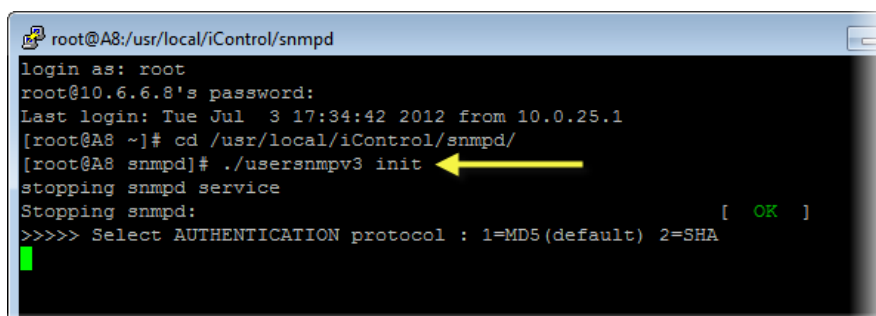 root@A8:/usr/local/iControl/snmpd
login as: root
root@10.6.6.8's password:
Last login: Tue Jul  3 17:34:42 2012 from 10.0.25.1
[root@A8 ~]# cd /usr/local/iControl/snmpd/
[root@A8 snmpd]# ./usersnmpv3 init
stopping snmpd service
Stopping snmpd:                                            [  OK  ]
>>>>> Select AUTHENTICATION protocol : 1=MD5(default) 2=SHA